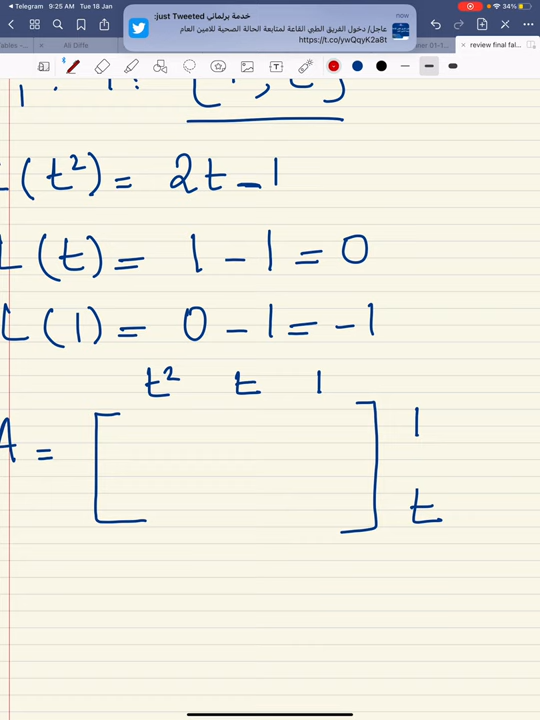 Telegram 9:25 AM Tue 18 Jan 34%
خدمة برلماني just Tweeted:
now
عاجل/ دخول الفريق الطبي القاعة لمتابعة الحالة الصحية للامين العام
https://t.co/ywQqyK2a8t
Ali Diffe
review final fal...
L(t²) = 2t - 1
L(t) = 1 - 1 = 0
L(1) = 0 - 1 = -1
t² t 1
A = [ ] 1
t